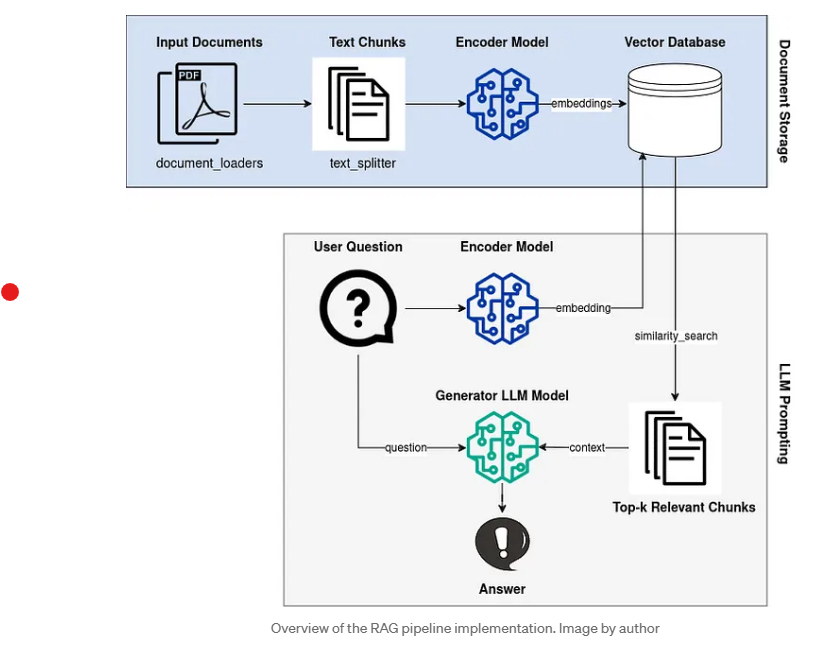 Input Documents
Text Chunks
Encoder Model
Vector Database
PDF
embeddings
document_loaders
text_splitter
Document Storage
User Question
Encoder Model
?
embedding
similarity_search
Generator LLM Model
question
context
Top-k Relevant Chunks
!
Answer
LLM Prompting
Overview of the RAG pipeline implementation. Image by author